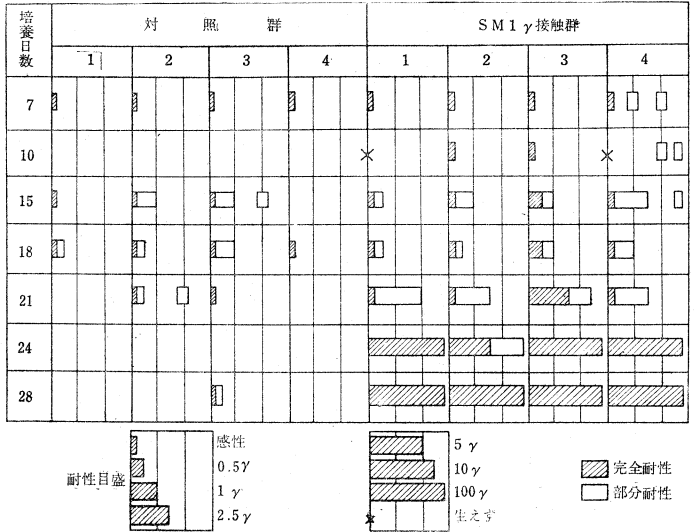 培養日数
対照群
SM1γ接触群
1 2 3 4 1 2 3 4
7
10
15
18
21
24
28
耐性目盛
感性
0.5γ
1γ
2.5γ
5γ
10γ
100γ
生えず
完全耐性
部分耐性